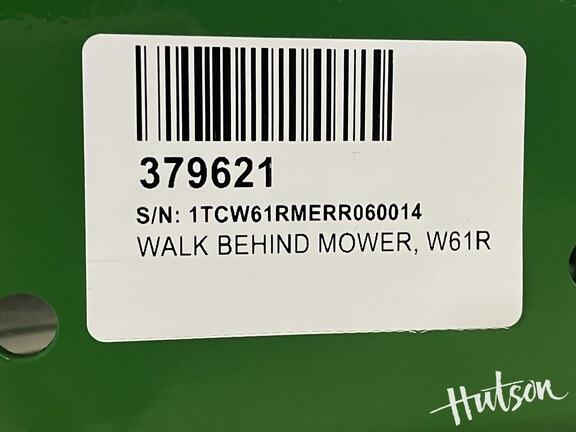 379621
S/N: 1TCW61RMERR060014
WALK BEHIND MOWER, W61R
Hutson